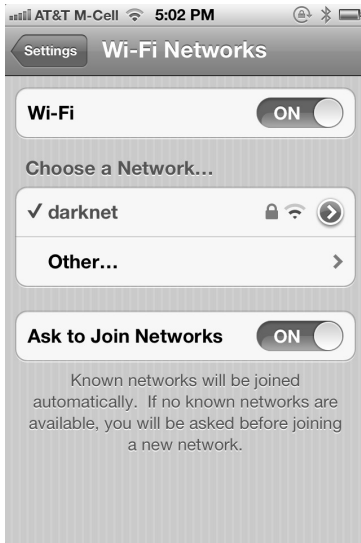 AT&T M-Cell 5:02 PM
Settings Wi-Fi Networks
Wi-Fi ON
Choose a Network...
✓ darknet
Other...
Ask to Join Networks ON
Known networks will be joined
automatically. If no known networks are
available, you will be asked before joining
a new network.